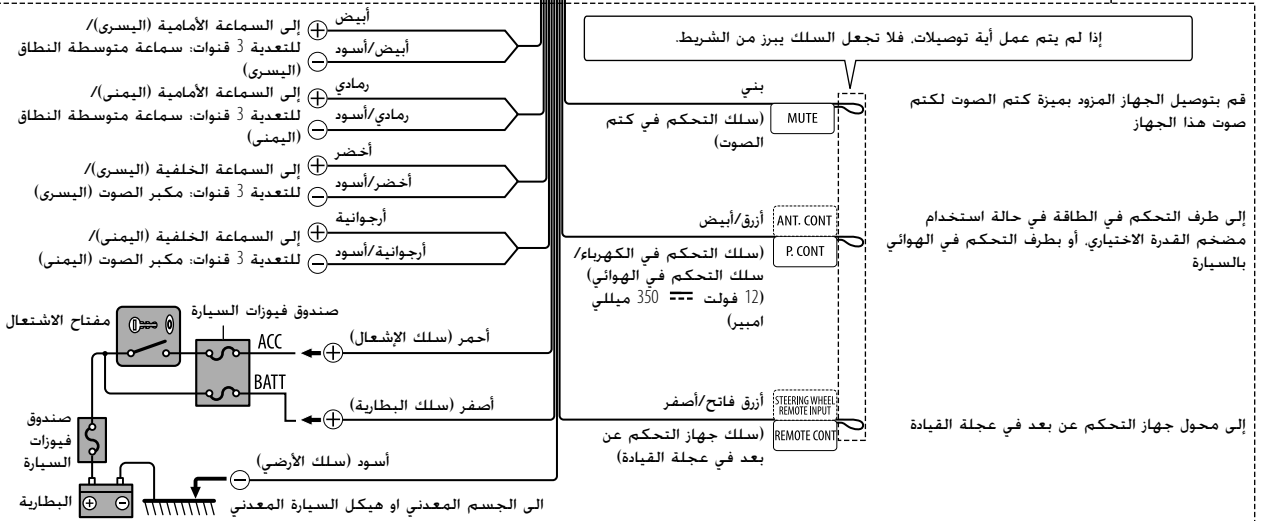 إذا لم يتم عمل أية توصيلات، فلا تجعل السلك يبرز من الشريط.
بني
MUTE
(سلك التحكم في كتم
الصوت)
قم بتوصيل الجهاز المزود بميزة كتم الصوت لكتم
صوت هذا الجهاز
أزرق/أبيض
ANT. CONT
P. CONT
(سلك التحكم في الكهرباء/
سلك التحكم في الهوائي)
(12 فولت ⎓ 350 ميللي
امبير)
إلى طرف التحكم في الطاقة في حالة استخدام
مضخم القدرة الاختياري، أو بطرف التحكم في الهوائي
بالسيارة
أزرق فاتح/أصفر
STEERING WHEEL
REMOTE INPUT
REMOTE CONT
(سلك جهاز التحكم عن
بعد في عجلة القيادة)
إلى محول جهاز التحكم عن بعد في عجلة القيادة
أبيض
أبيض/أسود
⊕ إلى السماعة الأمامية (اليسرى)/
⊖ للتعدية 3 قنوات: سماعة متوسطة النطاق
(اليسرى)
رمادي
رمادي/أسود
⊕ إلى السماعة الأمامية (اليمنى)/
⊖ للتعدية 3 قنوات: سماعة متوسطة النطاق
(اليمنى)
أخضر
أخضر/أسود
⊕ إلى السماعة الخلفية (اليسرى)/
⊖ للتعدية 3 قنوات: مكبر الصوت (اليسرى)
أرجوانية
أرجوانية/أسود
⊕ إلى السماعة الخلفية (اليمنى)/
⊖ للتعدية 3 قنوات: مكبر الصوت (اليمنى)
صندوق فيوزات السيارة
مفتاح الاشتعال
ACC
أحمر (سلك الإشعال)
⊕
BATT
أصفر (سلك البطارية)
⊕
صندوق
فيوزات
السيارة
أسود (سلك الأرضي)
⊖
البطارية
⊕ ⊖
الى الجسم المعدني او هيكل السيارة المعدني